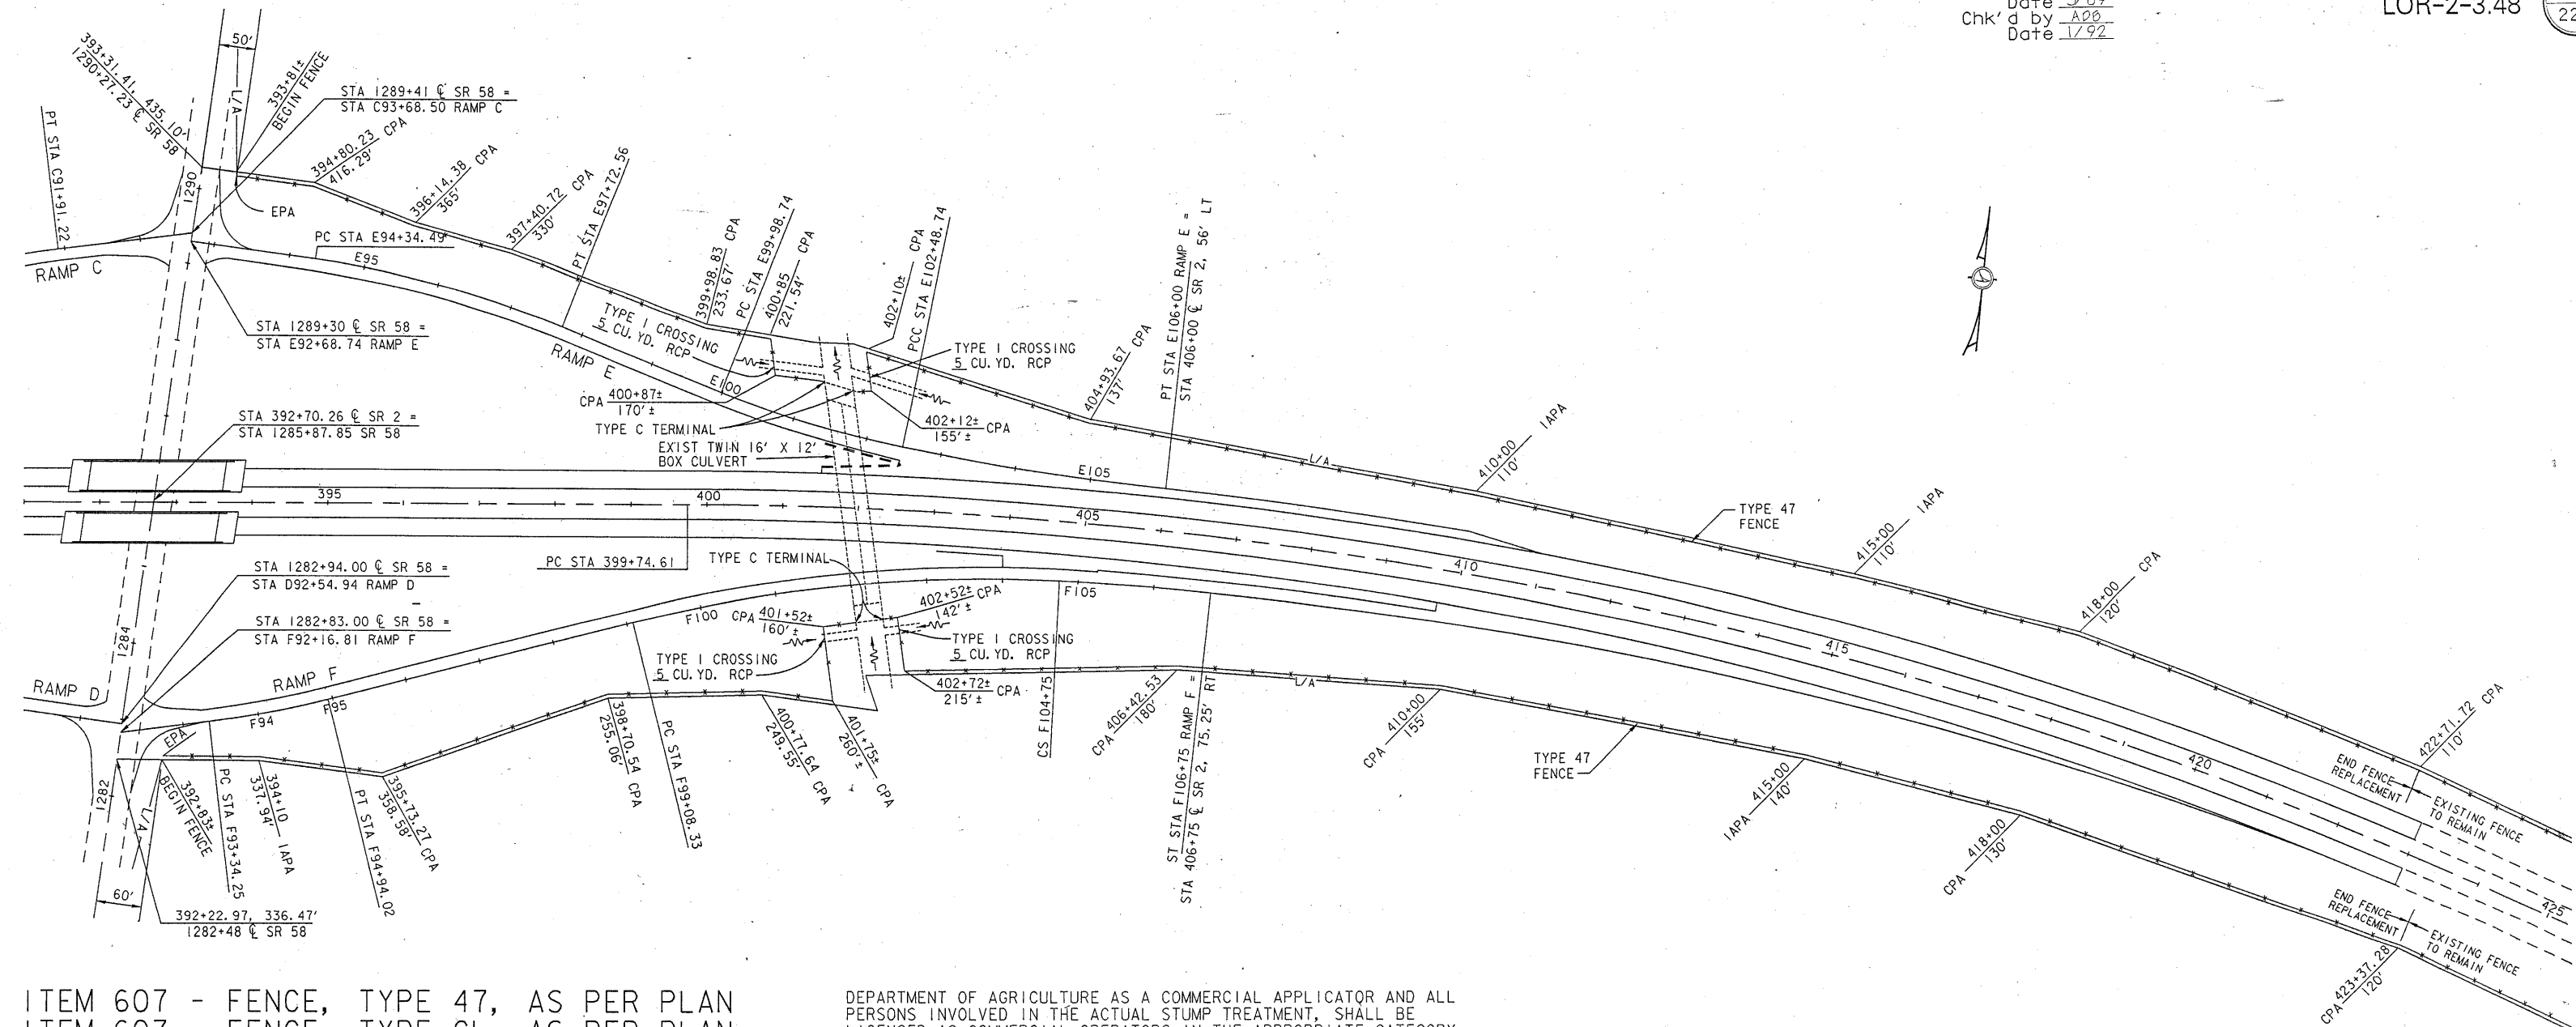 Date
Chk'd by ADB
Date 1/92
LOR-2-3.48
22
393+31.41, 435.10'
1290+27.23 ℄ SR 58
50'
L/A
393+81±
BEGIN FENCE
STA 1289+41 ℄ SR 58 =
STA C93+68.50 RAMP C
394+80.23 CPA
416.29'
396+14.38 CPA
365'
397+40.72 CPA
330'
PT STA E97+72.56
PT STA C91+91.22
1290
EPA
PC STA E94+34.49
E95
RAMP C
STA 1289+30 ℄ SR 58 =
STA E92+68.74 RAMP E
399+98.83 CPA
233.67'
PC STA E99+98.74
400+85 CPA
221.54'
402+10± CPA
PCC STA E102+48.74
TYPE I CROSSING
5 CU. YD. RCP
RAMP E
E100
TYPE I CROSSING
5 CU. YD. RCP
CPA 400+87±
170'±
TYPE C TERMINAL
402+12± CPA
155'±
EXIST TWIN 16' X 12'
BOX CULVERT
404+93.67 CPA
137'
PT STA E106+00 RAMP E =
STA 406+00 ℄ SR 2, 56' LT
E105
L/A
410+00 IAPA
110'
TYPE 47
FENCE
415+00 IAPA
110'
418+00 CPA
120'
422+71.72 CPA
110'
STA 392+70.26 ℄ SR 2 =
STA 1285+87.85 SR 58
395
400
405
410
415
420
425
PC STA 399+74.61
TYPE C TERMINAL
STA 1282+94.00 ℄ SR 58 =
STA D92+54.94 RAMP D
STA 1282+83.00 ℄ SR 58 =
STA F92+16.81 RAMP F
1284
F100
CPA 401+52±
160'±
402+52± CPA
142'±
F105
TYPE I CROSSING
5 CU. YD. RCP
TYPE I CROSSING
5 CU. YD. RCP
402+72± CPA
215'±
RAMP D
RAMP F
F94
F95
EPA
1282
L/A
392+83±
BEGIN FENCE
PC STA F93+34.25
394+10 IAPA
337.94'
PT STA F94+94.02
395+73.27 CPA
358.58'
398+70.54 CPA
255.06'
PC STA F99+08.33
400+77.64 CPA
249.55'
401+75± CPA
260'±
CS F104+75
CPA 406+42.53
180'
ST STA F106+75 RAMP F =
STA 406+75 ℄ SR 2, 75.25' RT
L/A
CPA 410+00
155'
TYPE 47
FENCE
IAPA 415+00
140'
CPA 418+00
130'
END FENCE
REPLACEMENT
EXISTING FENCE
TO REMAIN
END FENCE
REPLACEMENT
EXISTING FENCE
TO REMAIN
CPA 423+37.28
120'
60'
392+22.97, 336.47'
1282+48 ℄ SR 58
ITEM 607 - FENCE, TYPE 47, AS PER PLAN
ITEM 607 - FENCE, TYPE CL, AS PER PLAN
DEPARTMENT OF AGRICULTURE AS A COMMERCIAL APPLICATOR AND ALL
PERSONS INVOLVED IN THE ACTUAL STUMP TREATMENT, SHALL BE
LICENSED AS COMMERCIAL OPERATORS IN THE APPROPRIATE CATEGORY